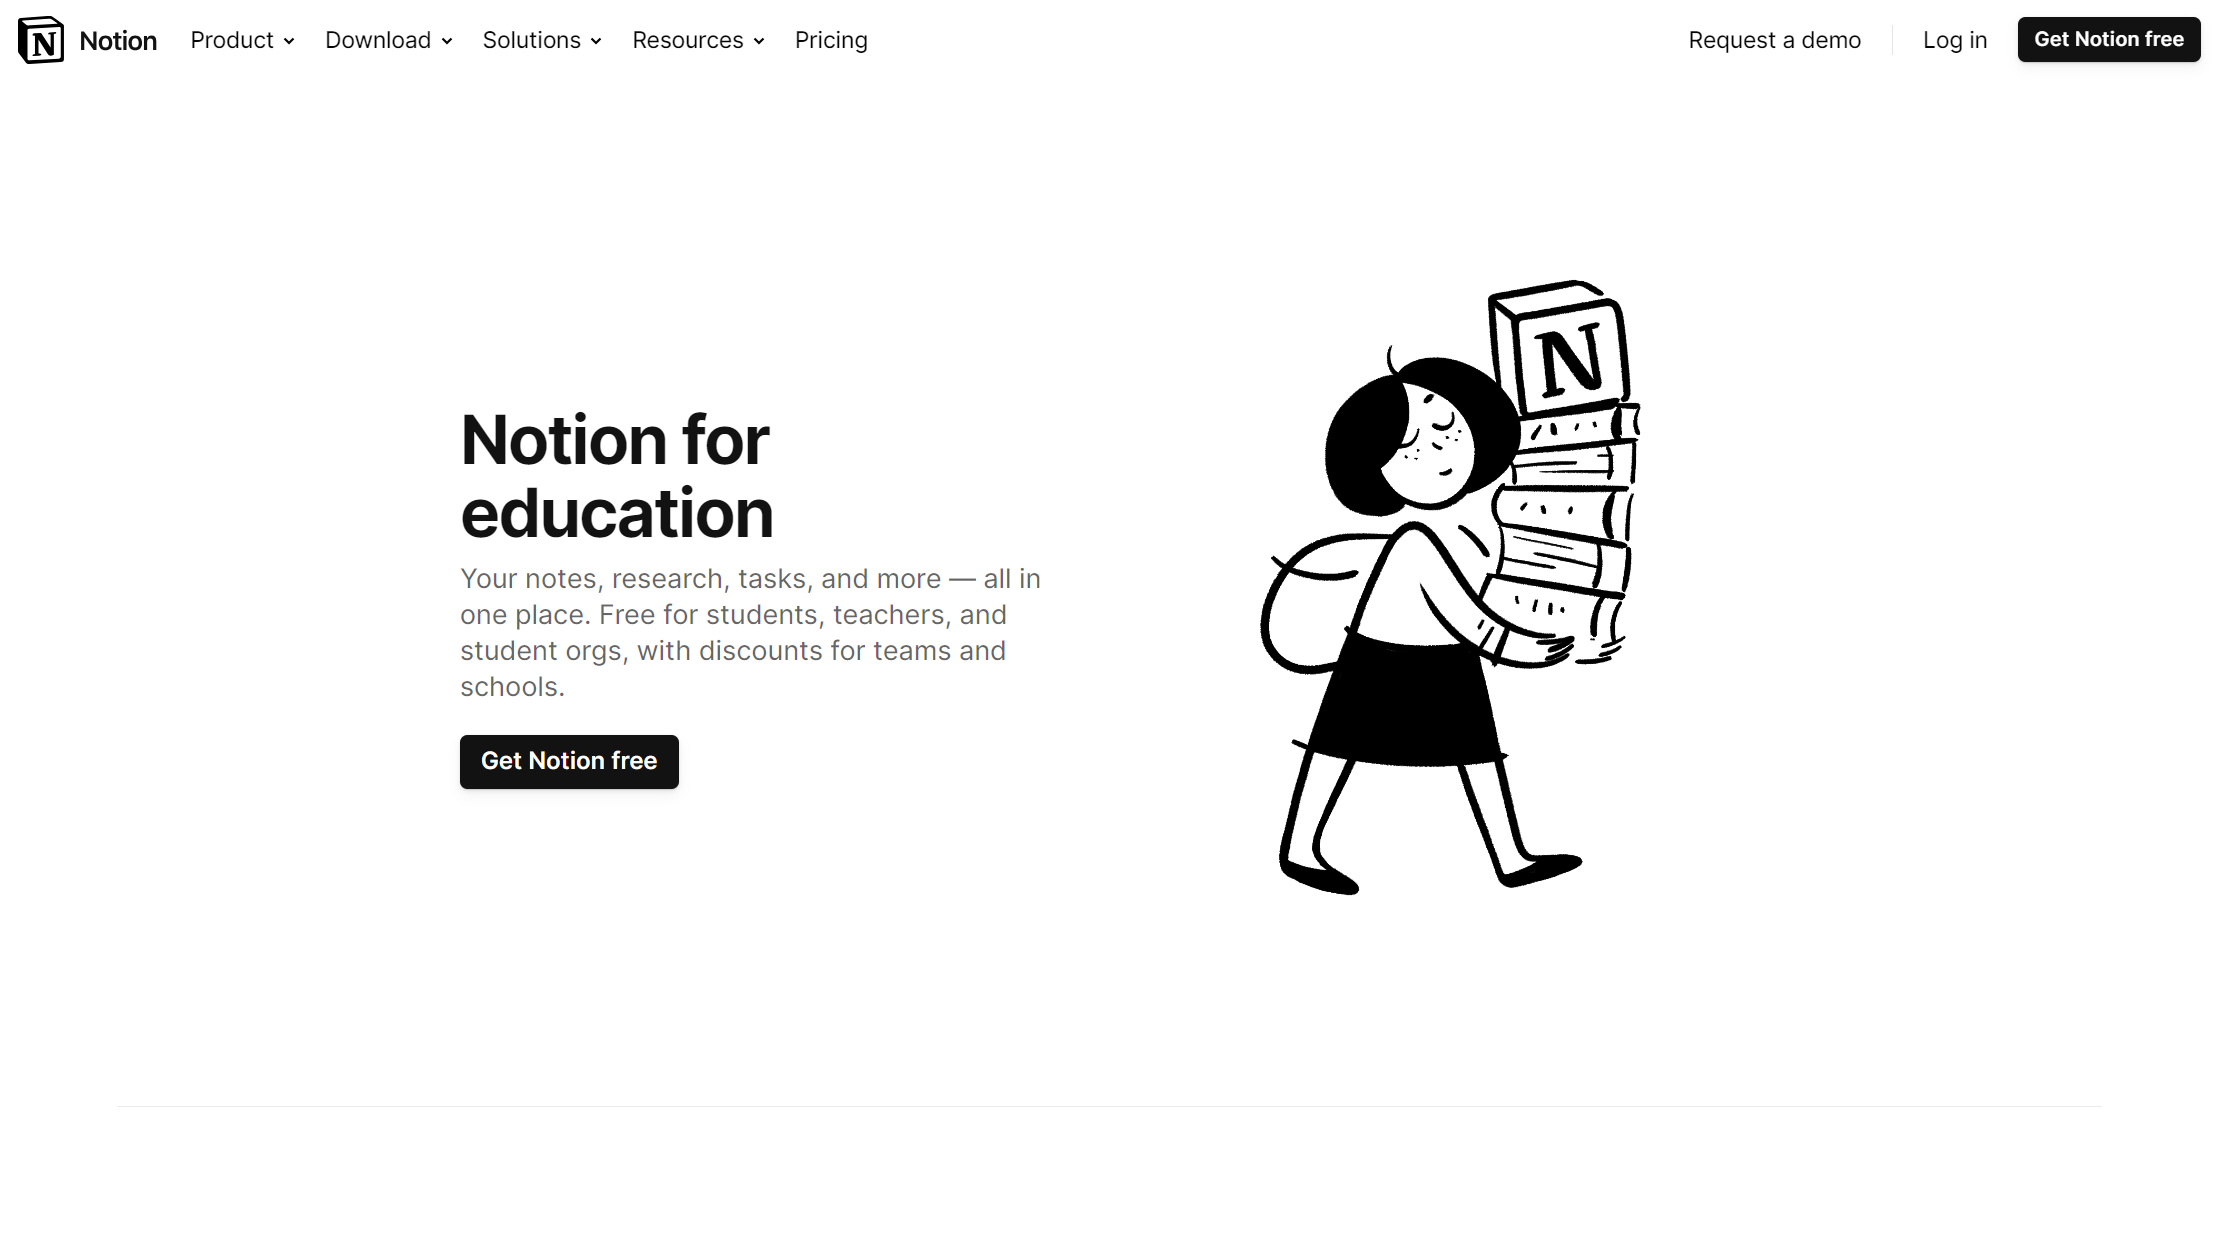 Notion
Product
Download
Solutions
Resources
Pricing
Request a demo
Log in
Get Notion free
N
Notion for
education
Your notes, research, tasks, and more — all in
one place. Free for students, teachers, and
student orgs, with discounts for teams and
schools.
Get Notion free
N